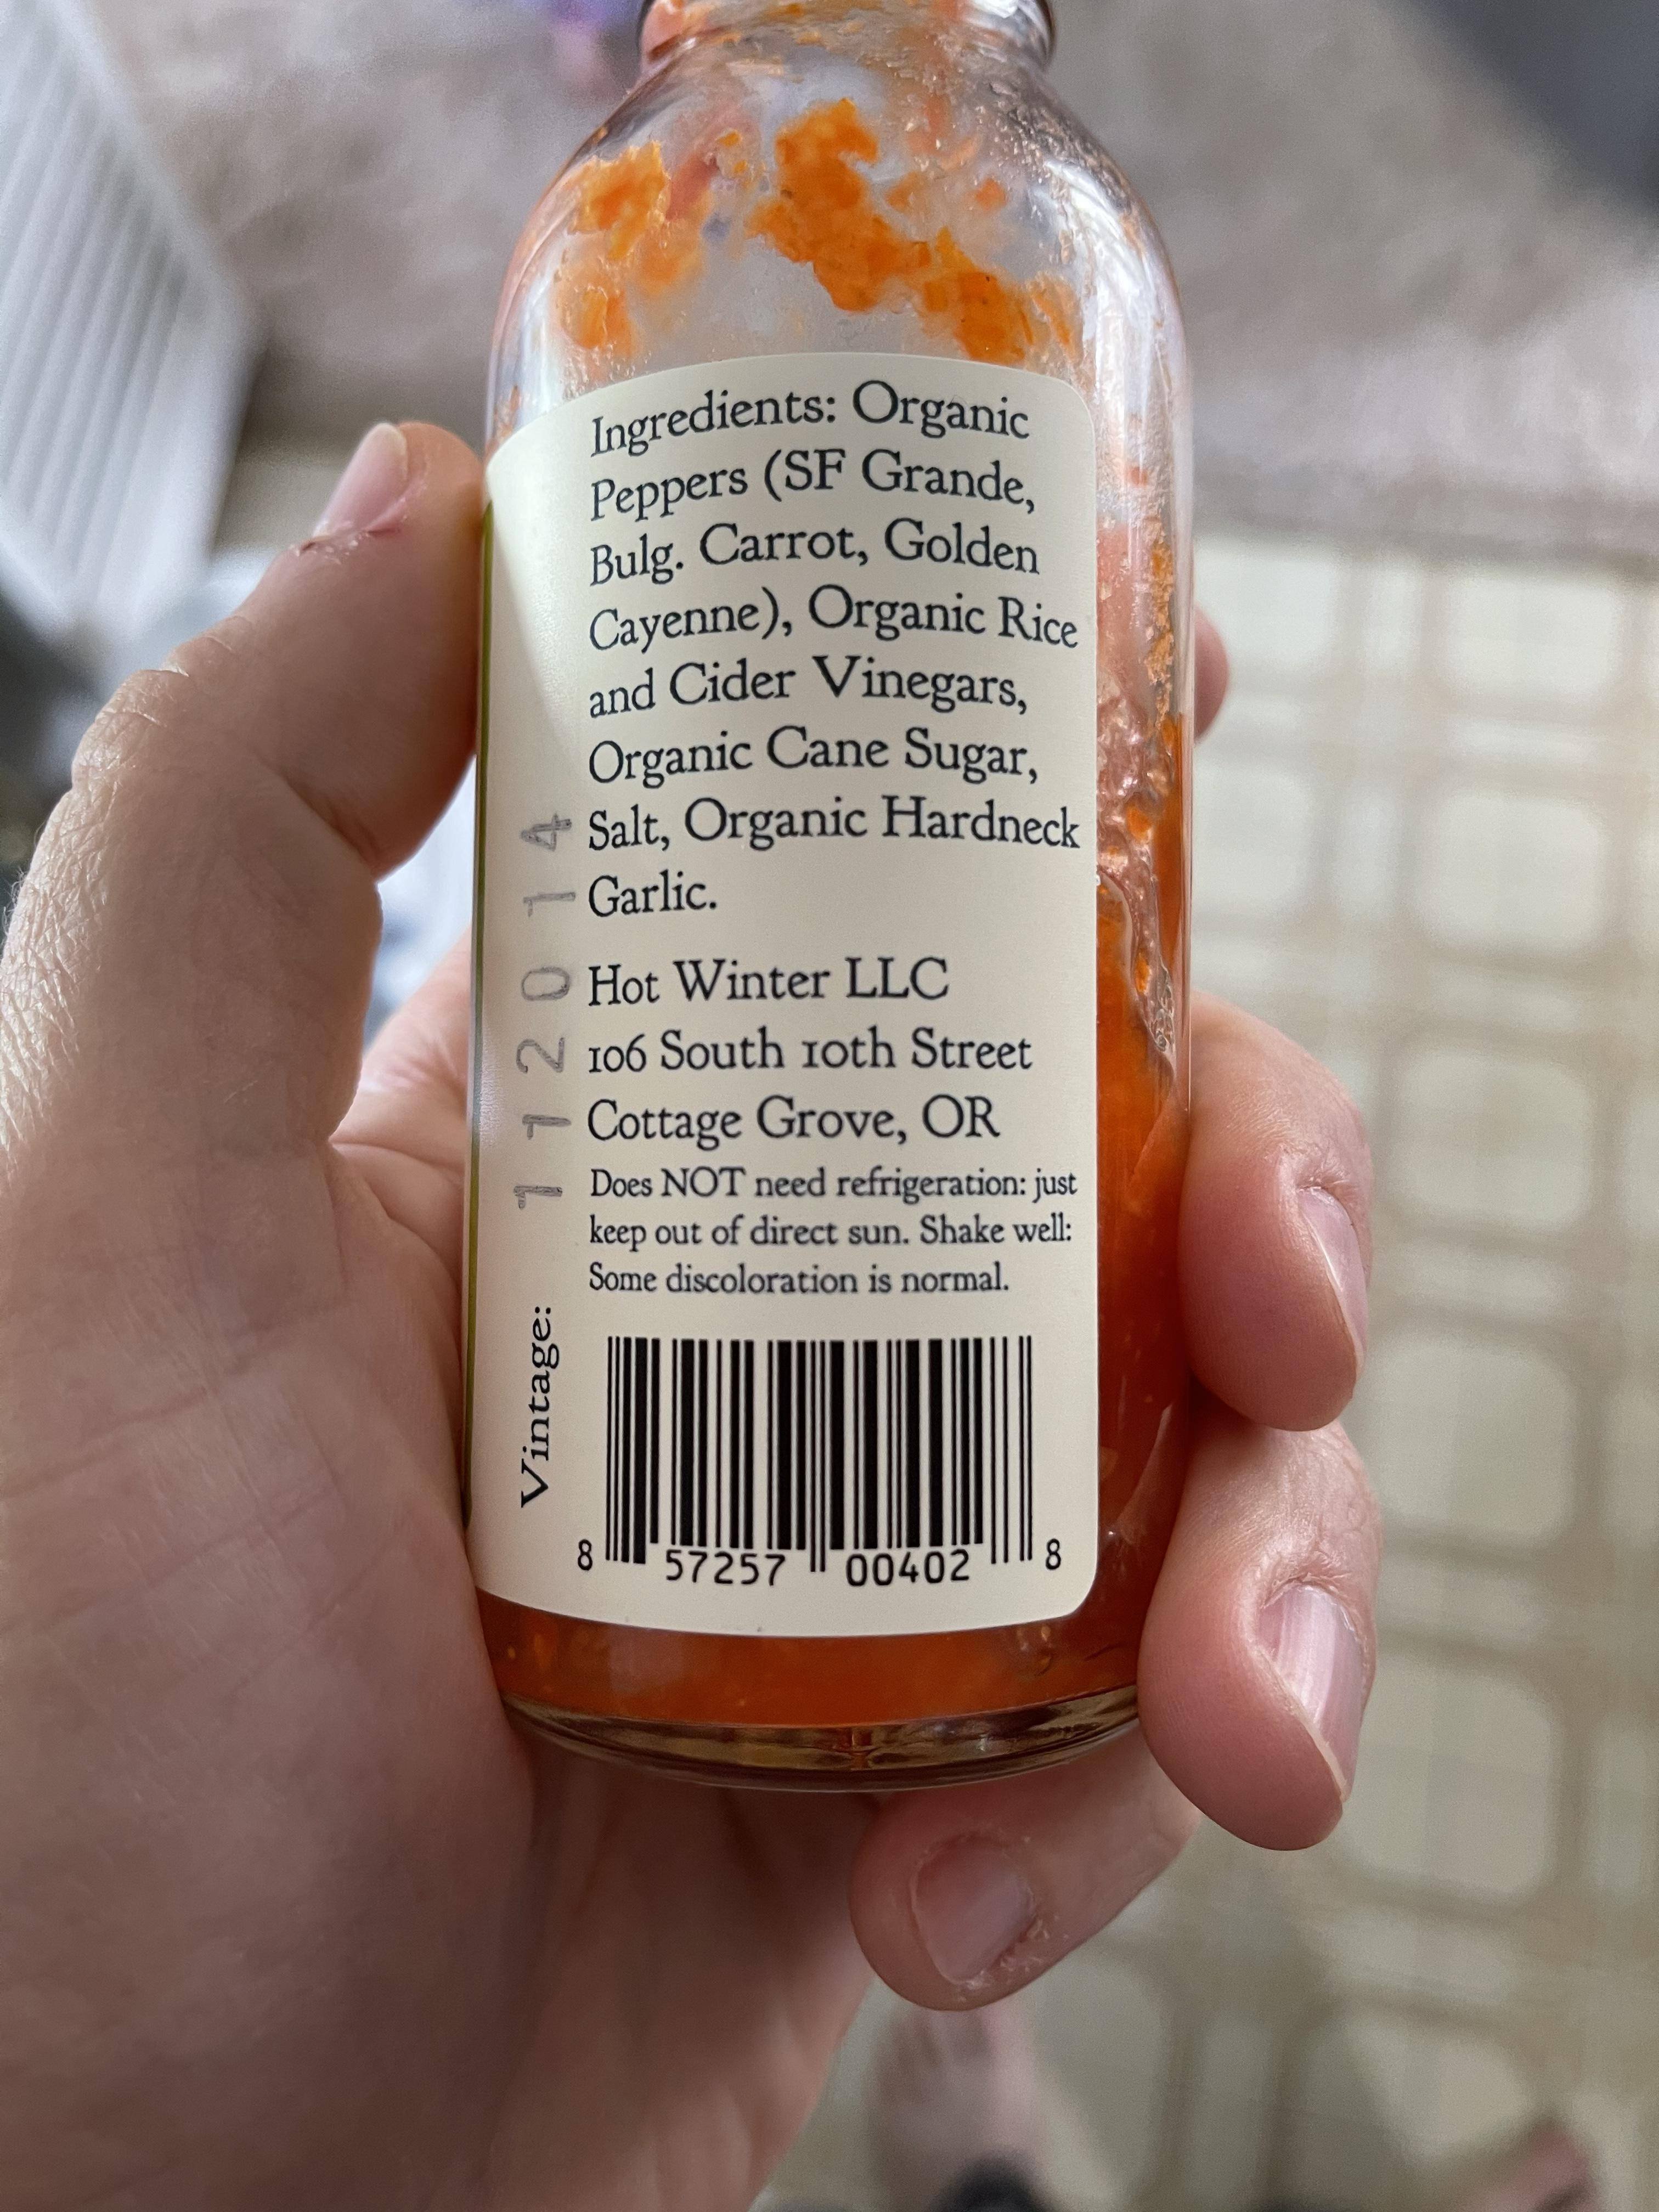 Ingredients: Organic
Peppers (SF Grande,
Bulg. Carrot, Golden
Cayenne), Organic Rice
and Cider Vinegars,
Organic Cane Sugar,
Salt, Organic Hardneck
Garlic.
Hot Winter LLC
106 South 10th Street
Cottage Grove, OR
Does NOT need refrigeration: just
keep out of direct sun. Shake well:
Some discoloration is normal.
Vintage: 112014
8 57257 00402 8